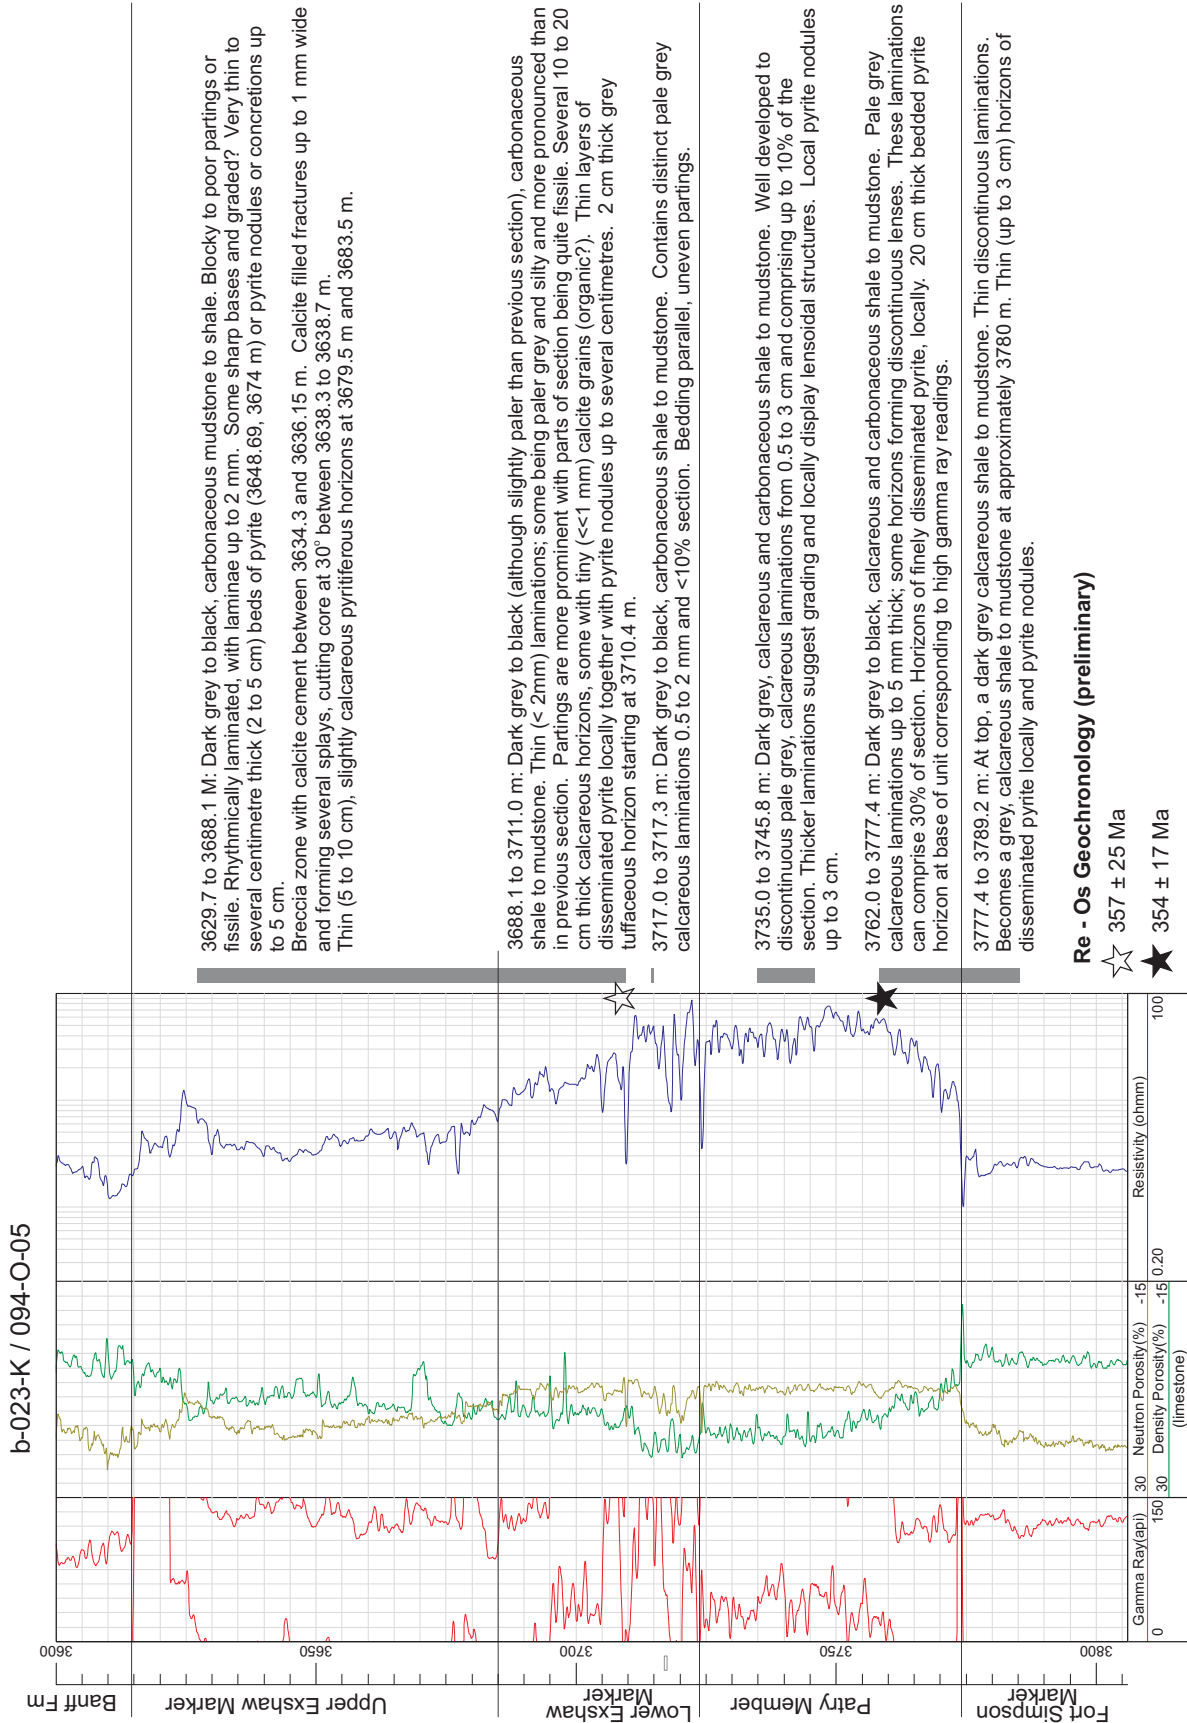 b-023-K / 094-O-05
3629.7 to 3688.1 M: Dark grey to black, carbonaceous mudstone to shale. Blocky to poor partings or
fissile. Rhythmically laminated, with laminae up to 2 mm. Some sharp bases and graded? Very thin to
several centimetre thick (2 to 5 cm) beds of pyrite (3648.69, 3674 m) or pyrite nodules or concretions up
to 5 cm.
Breccia zone with calcite cement between 3634.3 and 3636.15 m. Calcite filled fractures up to 1 mm wide
and forming several splays, cutting core at 30° between 3638.3 to 3638.7 m.
Thin (5 to 10 cm), slightly calcareous pyritiferous horizons at 3679.5 m and 3683.5 m.
3688.1 to 3711.0 m: Dark grey to black (although slightly paler than previous section), carbonaceous
shale to mudstone. Thin (< 2mm) laminations; some being paler grey and silty and more pronounced than
in previous section. Partings are more prominent with parts of section being quite fissile. Several 10 to 20
cm thick calcareous horizons, some with tiny (<<1 mm) calcite grains (organic?). Thin layers of
disseminated pyrite locally together with pyrite nodules up to several centimetres. 2 cm thick grey
tuffaceous horizon starting at 3710.4 m.
3717.0 to 3717.3 m: Dark grey to black, carbonaceous shale to mudstone. Contains distinct pale grey
calcareous laminations 0.5 to 2 mm and <10% section. Bedding parallel, uneven partings.
3735.0 to 3745.8 m: Dark grey, calcareous and carbonaceous shale to mudstone. Well developed to
discontinuous pale grey, calcareous laminations from 0.5 to 3 cm and comprising up to 10% of the
section. Thicker laminations suggest grading and locally display lensoidal structures. Local pyrite nodules
up to 3 cm.
3762.0 to 3777.4 m: Dark grey to black, calcareous and carbonaceous shale to mudstone. Pale grey
calcareous laminations up to 5 mm thick; some horizons forming discontinuous lenses. These laminations
can comprise 30% of section. Horizons of finely disseminated pyrite, locally. 20 cm thick bedded pyrite
horizon at base of unit corresponding to high gamma ray readings.
3777.4 to 3789.2 m: At top, a dark grey calcareous shale to mudstone. Thin discontinuous laminations.
Becomes a grey, calcareous shale to mudstone at approximately 3780 m. Thin (up to 3 cm) horizons of
disseminated pyrite locally and pyrite nodules.
Re - Os Geochronology (preliminary)
357 ± 25 Ma
354 ± 17 Ma
Banff Fm
Upper Exshaw Marker
Lower Exshaw
Marker
Patry Member
Fort Simpson
Marker
3600
3650
3700
3750
3800
Gamma Ray(api)
0 150
30 Neutron Porosity(%) -15
30 Density Porosity(%) -15
(limestone)
Resistivity (ohmm)
0.20 100